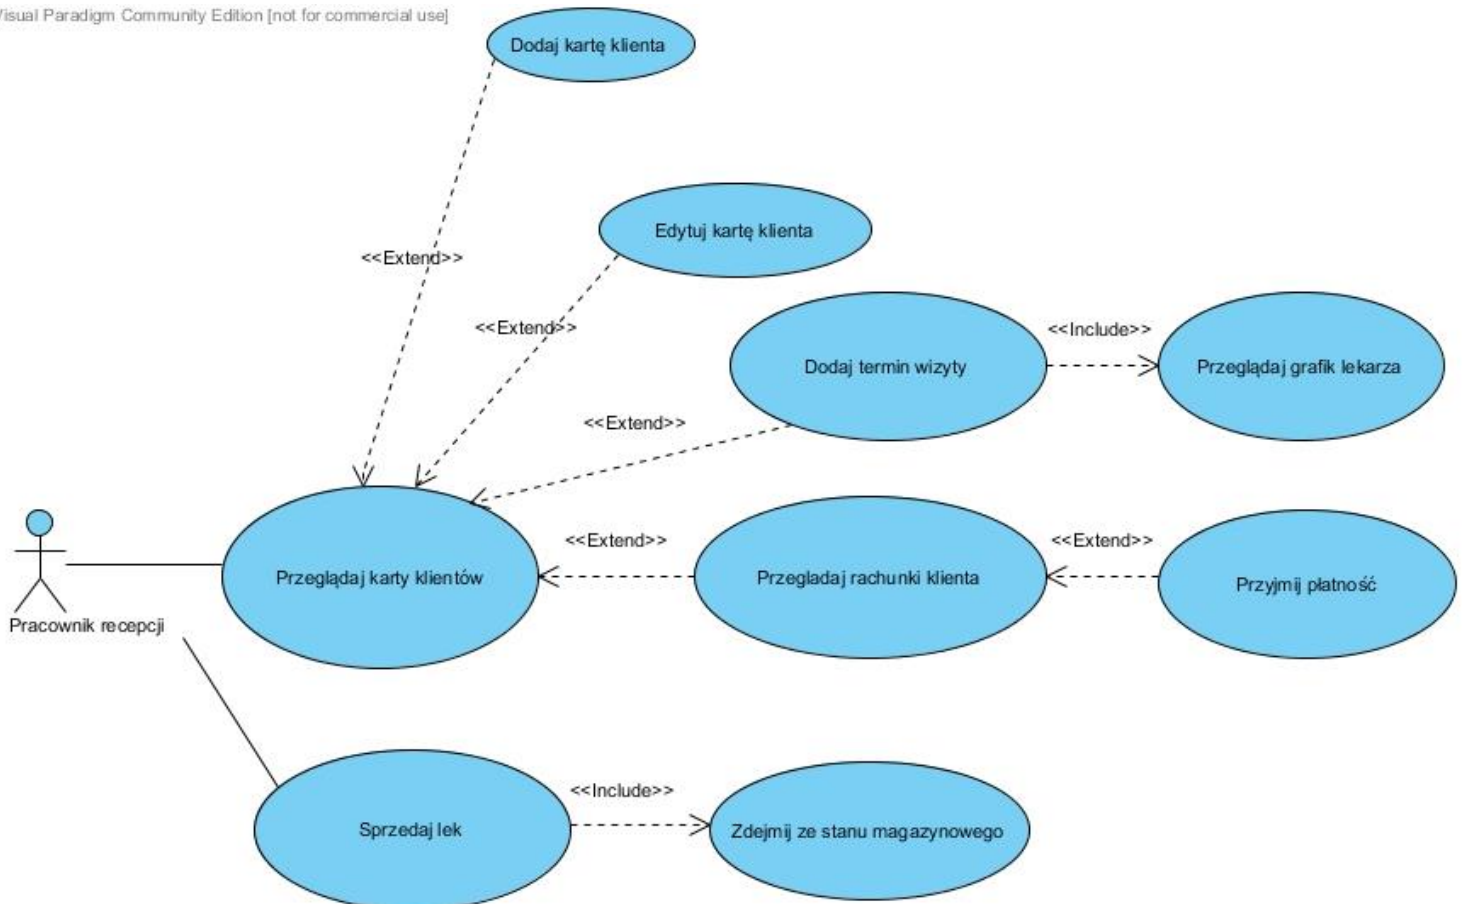 Visual Paradigm Community Edition [not for commercial use]
Dodaj kartę klienta
Edytuj kartę klienta
<<Extend>>
<<Extend>>
<<Include>>
Dodaj termin wizyty
Przeglądaj grafik lekarza
<<Extend>>
<<Extend>>
<<Extend>>
Przeglądaj karty klientów
Przegladaj rachunki klienta
Przyjmij płatność
Pracownik recepcji
<<Include>>
Sprzedaj lek
Zdejmij ze stanu magazynowego